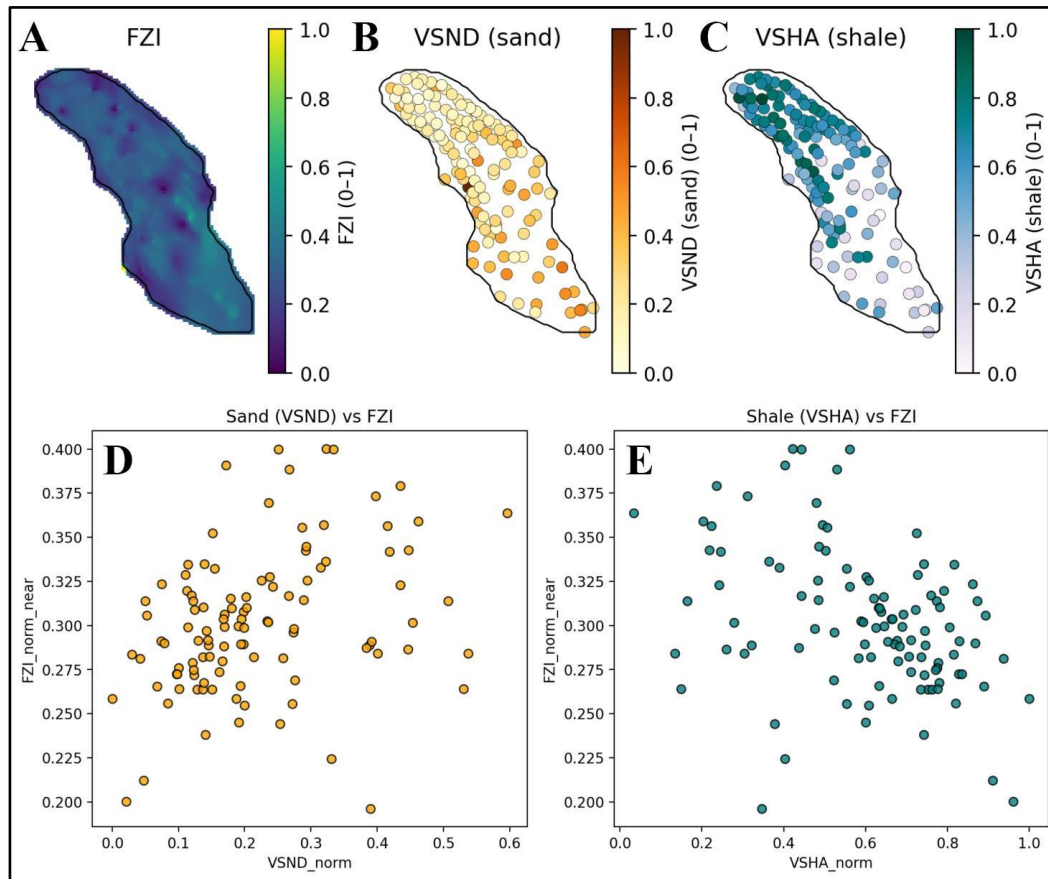 A
FZI
1.0
0.8
0.6
0.4
0.2
0.0
FZI (0–1)
B
VSND (sand)
1.0
0.8
0.6
0.4
0.2
0.0
VSND (sand) (0–1)
C
VSHA (shale)
1.0
0.8
0.6
0.4
0.2
0.0
VSHA (shale) (0–1)
Sand (VSND) vs FZI
D
0.400
0.375
0.350
0.325
0.300
0.275
0.250
0.225
0.200
FZI_norm_near
0.0 0.1 0.2 0.3 0.4 0.5 0.6
VSND_norm
Shale (VSHA) vs FZI
E
0.400
0.375
0.350
0.325
0.300
0.275
0.250
0.225
0.200
FZI_norm_near
0.0 0.2 0.4 0.6 0.8 1.0
VSHA_norm